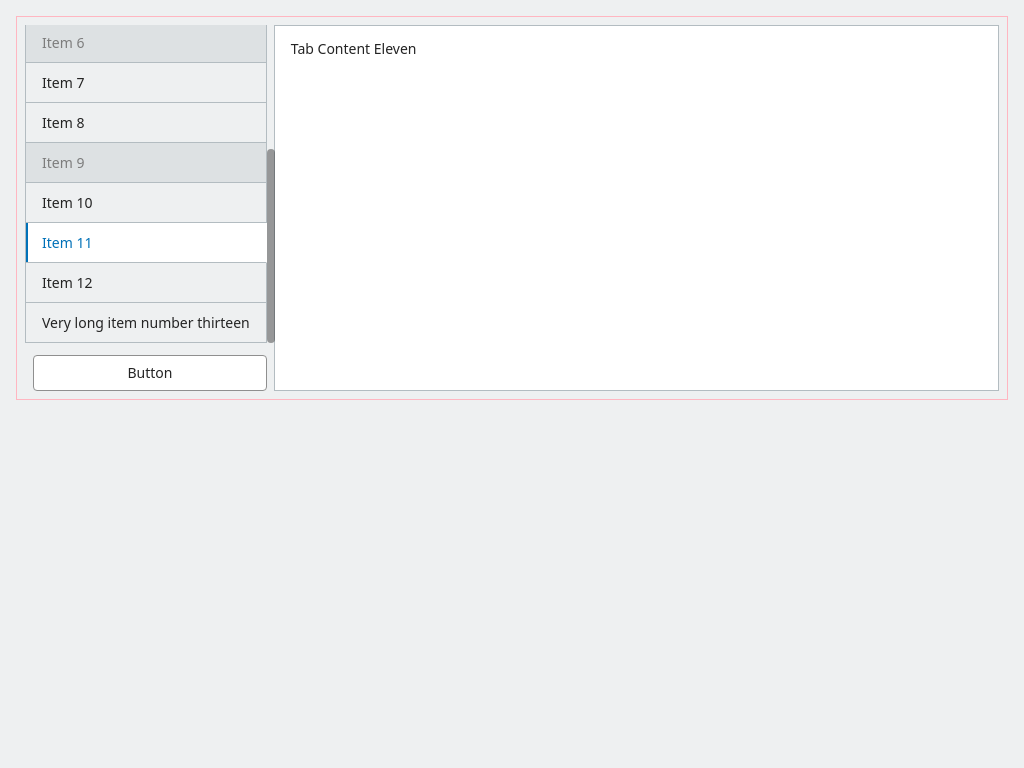 Item 6
Item 7
Item 8
Item 9
Item 10
Item 11
Item 12
Very long item number thirteen
Button
Tab Content Eleven